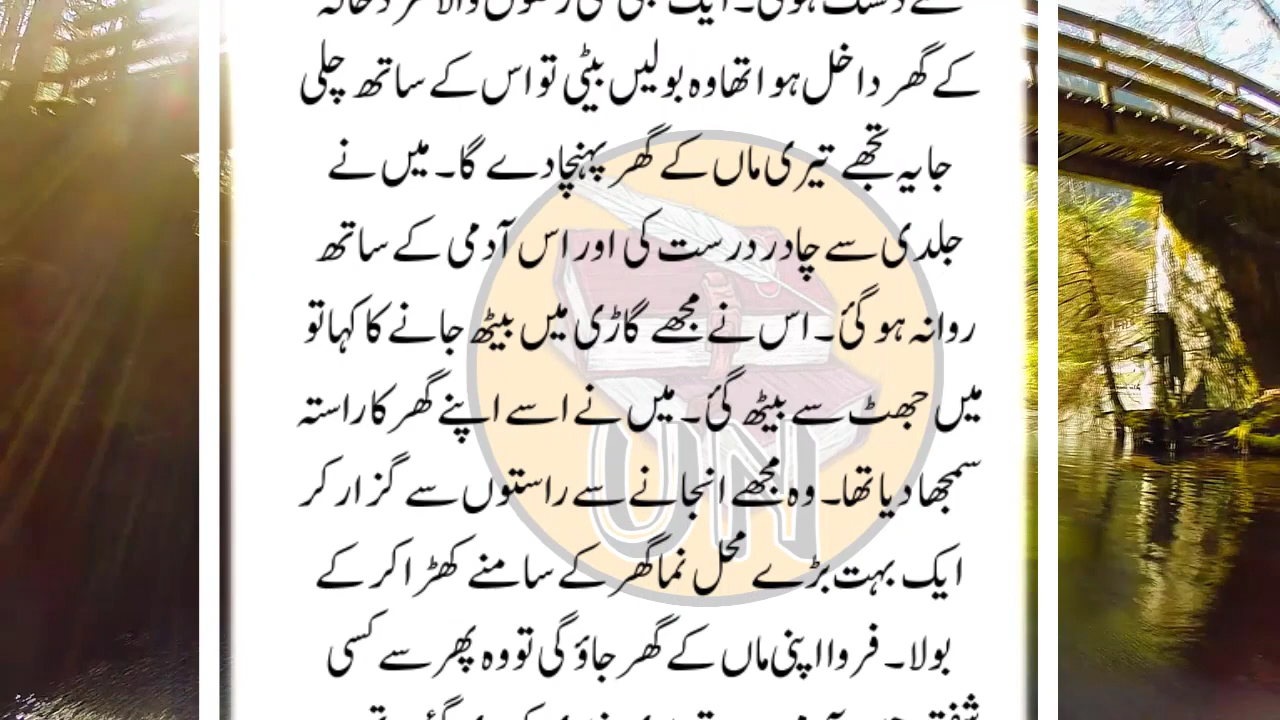 کے گھر داخل ہوا تھا وہ بولیں بیٹی تو اس کے ساتھ چلی
جا یہ تجھے تیری ماں کے گھر پہنچا دے گا۔ میں نے
جلدی سے چادر درست کی اور اس آدمی کے ساتھ
روانہ ہو گئ۔ اس نے مجھے گاڑی میں بیٹھ جانے کا کہا تو
میں جھٹ سے بیٹھ گئ۔ میں نے اسے اپنے گھر کا راستہ
سمجھا دیا تھا۔ وہ مجھے انجانے سے راستوں سے گزار کر
ایک بہت بڑے محل نما گھر کے سامنے کھڑا کر کے
بولا۔ فروا اپنی ماں کے گھر جاؤ گی تو وہ پھر سے کسی
UN